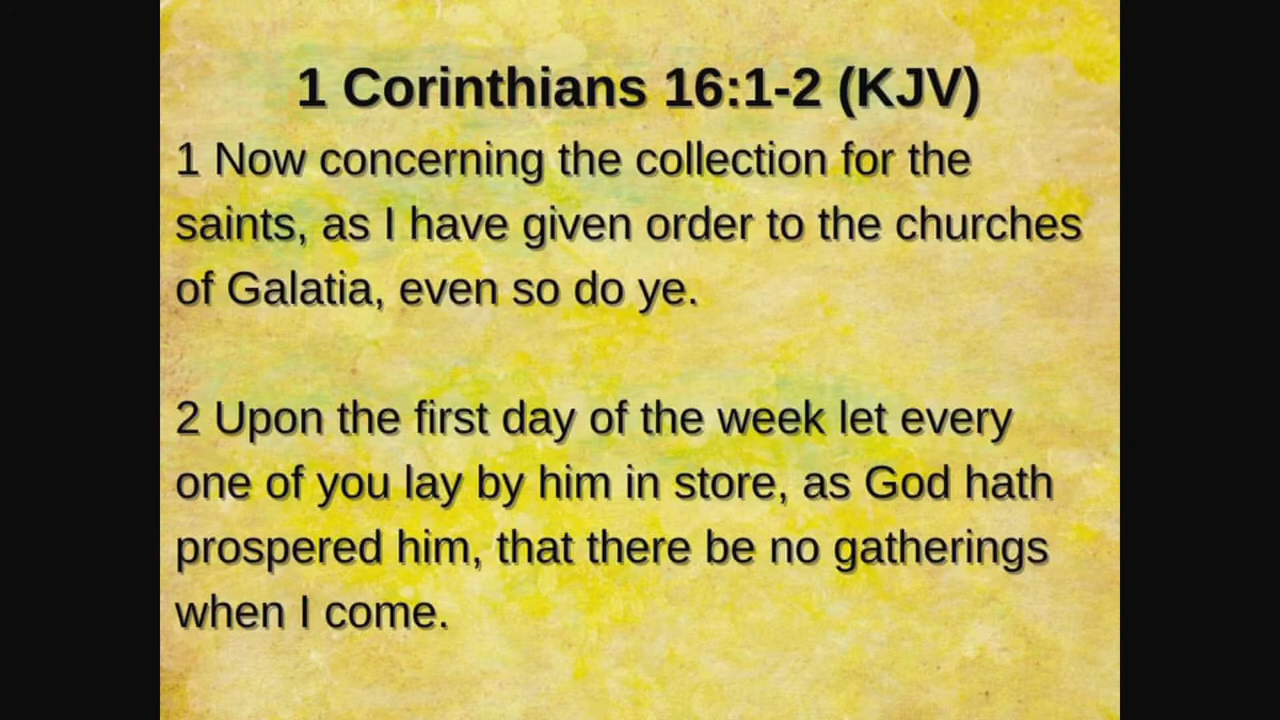 1 Corinthians 16:1-2 (KJV)
1 Now concerning the collection for the
saints, as I have given order to the churches
of Galatia, even so do ye.
2 Upon the first day of the week let every
one of you lay by him in store, as God hath
prospered him, that there be no gatherings
when I come.